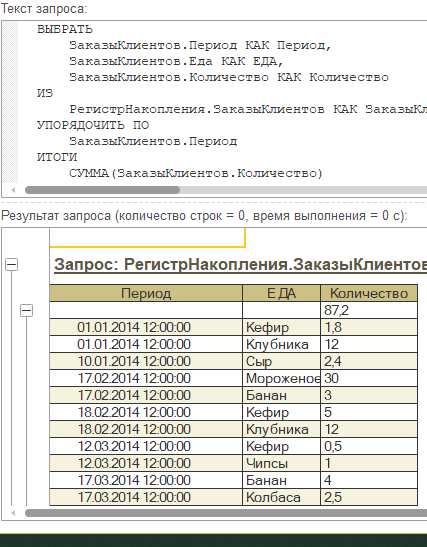 Текст запроса:
ВЫБРАТЬ
ЗаказыКлиентов.Период КАК Период,
ЗаказыКлиентов.Еда КАК ЕДА,
ЗаказыКлиентов.Количество КАК Количество
ИЗ
РегистрНакопления.ЗаказыКлиентов КАК ЗаказыКл
УПОРЯДОЧИТЬ ПО
ЗаказыКлиентов.Период
ИТОГИ
СУММА(ЗаказыКлиентов.Количество)
Результат запроса (количество строк = 0, время выполнения = 0 с):
Запрос: РегистрНакопления.ЗаказыКлиентов
Период ЕДА Количество
87,2
01.01.2014 12:00:00 Кефир 1,8
01.01.2014 12:00:00 Клубника 12
10.01.2014 12:00:00 Сыр 2,4
17.02.2014 12:00:00 Мороженое 30
17.02.2014 12:00:00 Банан 3
18.02.2014 12:00:00 Кефир 5
18.02.2014 12:00:00 Клубника 12
12.03.2014 12:00:00 Кефир 0,5
12.03.2014 12:00:00 Чипсы 1
17.03.2014 12:00:00 Банан 4
17.03.2014 12:00:00 Колбаса 2,5